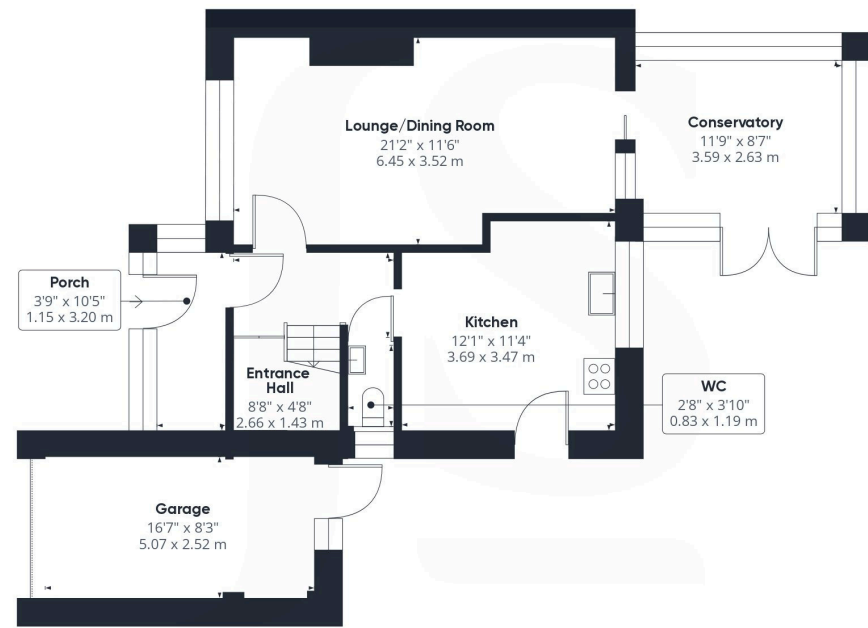 Lounge/Dining Room
21'2" x 11'6"
6.45 x 3.52 m
Conservatory
11'9" x 8'7"
3.59 x 2.63 m
Porch
3'9" x 10'5"
1.15 x 3.20 m
Kitchen
12'1" x 11'4"
3.69 x 3.47 m
Entrance
Hall
8'8" x 4'8"
2.66 x 1.43 m
WC
2'8" x 3'10"
0.83 x 1.19 m
Garage
16'7" x 8'3"
5.07 x 2.52 m